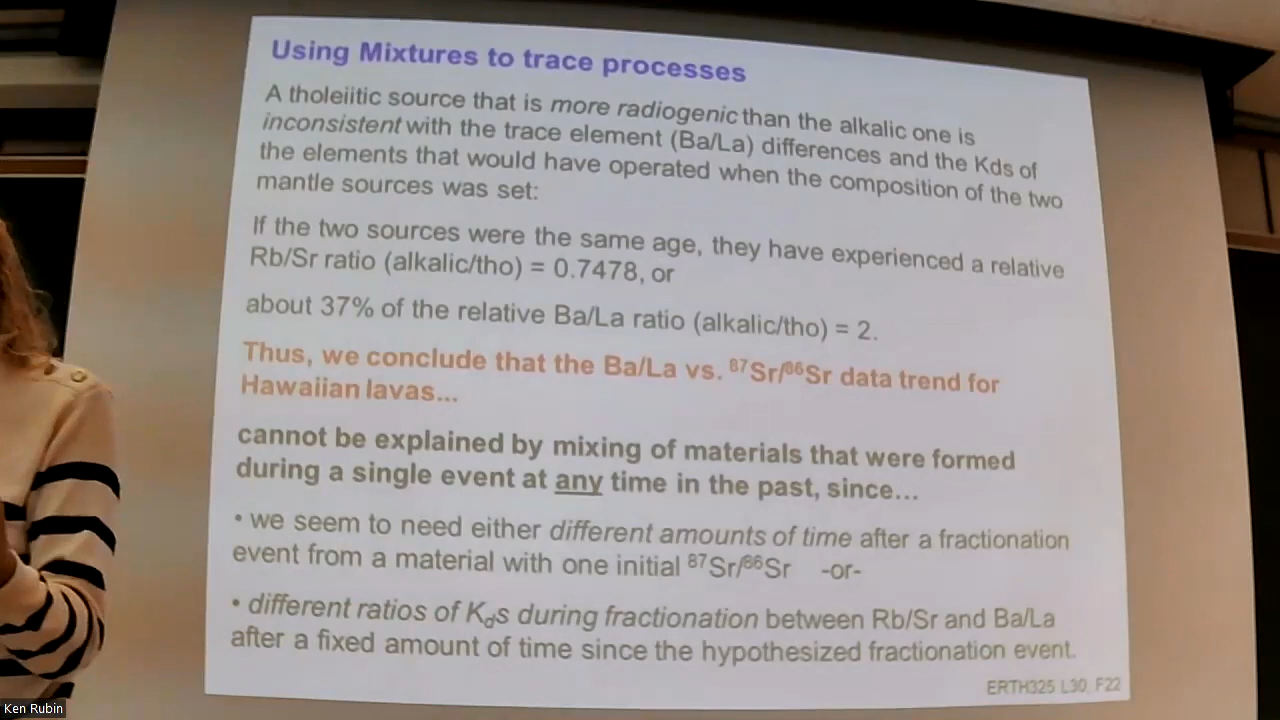 Using Mixtures to trace processes
A tholeiitic source that is more radiogenic than the alkalic one is
inconsistent with the trace element (Ba/La) differences and the Kds of
the elements that would have operated when the composition of the two
mantle sources was set:
If the two sources were the same age, they have experienced a relative
Rb/Sr ratio (alkalic/tho) = 0.7478, or
about 37% of the relative Ba/La ratio (alkalic/tho) = 2.
Thus, we conclude that the Ba/La vs. ⁸⁷Sr/⁸⁶Sr data trend for
Hawaiian lavas...
cannot be explained by mixing of materials that were formed
during a single event at any time in the past, since...
• we seem to need either different amounts of time after a fractionation
event from a material with one initial ⁸⁷Sr/⁸⁶Sr -or-
• different ratios of Kds during fractionation between Rb/Sr and Ba/La
after a fixed amount of time since the hypothesized fractionation event.
ERTH325 L30, F22
Ken Rubin